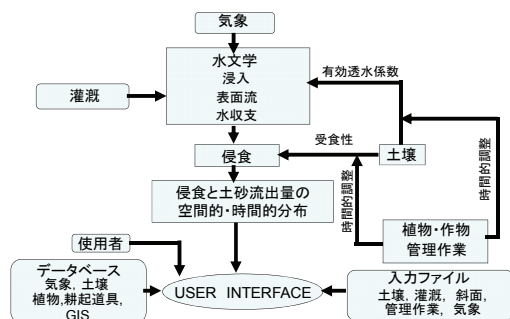 気象
水文学
浸入
表面流
水収支
灌漑
有効透水係数
侵食
受食性
土壌
時間的調整
時間的調整
侵食と土砂流出量の
空間的・時間的分布
植物・作物
管理作業
使用者
データベース
気象, 土壌
植物,耕起道具,
GIS
USER INTERFACE
入力ファイル
土壌, 灌漑, 斜面,
管理作業, 気象